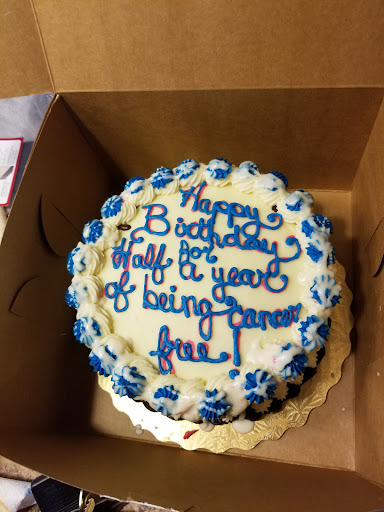 Happy
Birthday
Half for
a year
of being cancer
free!